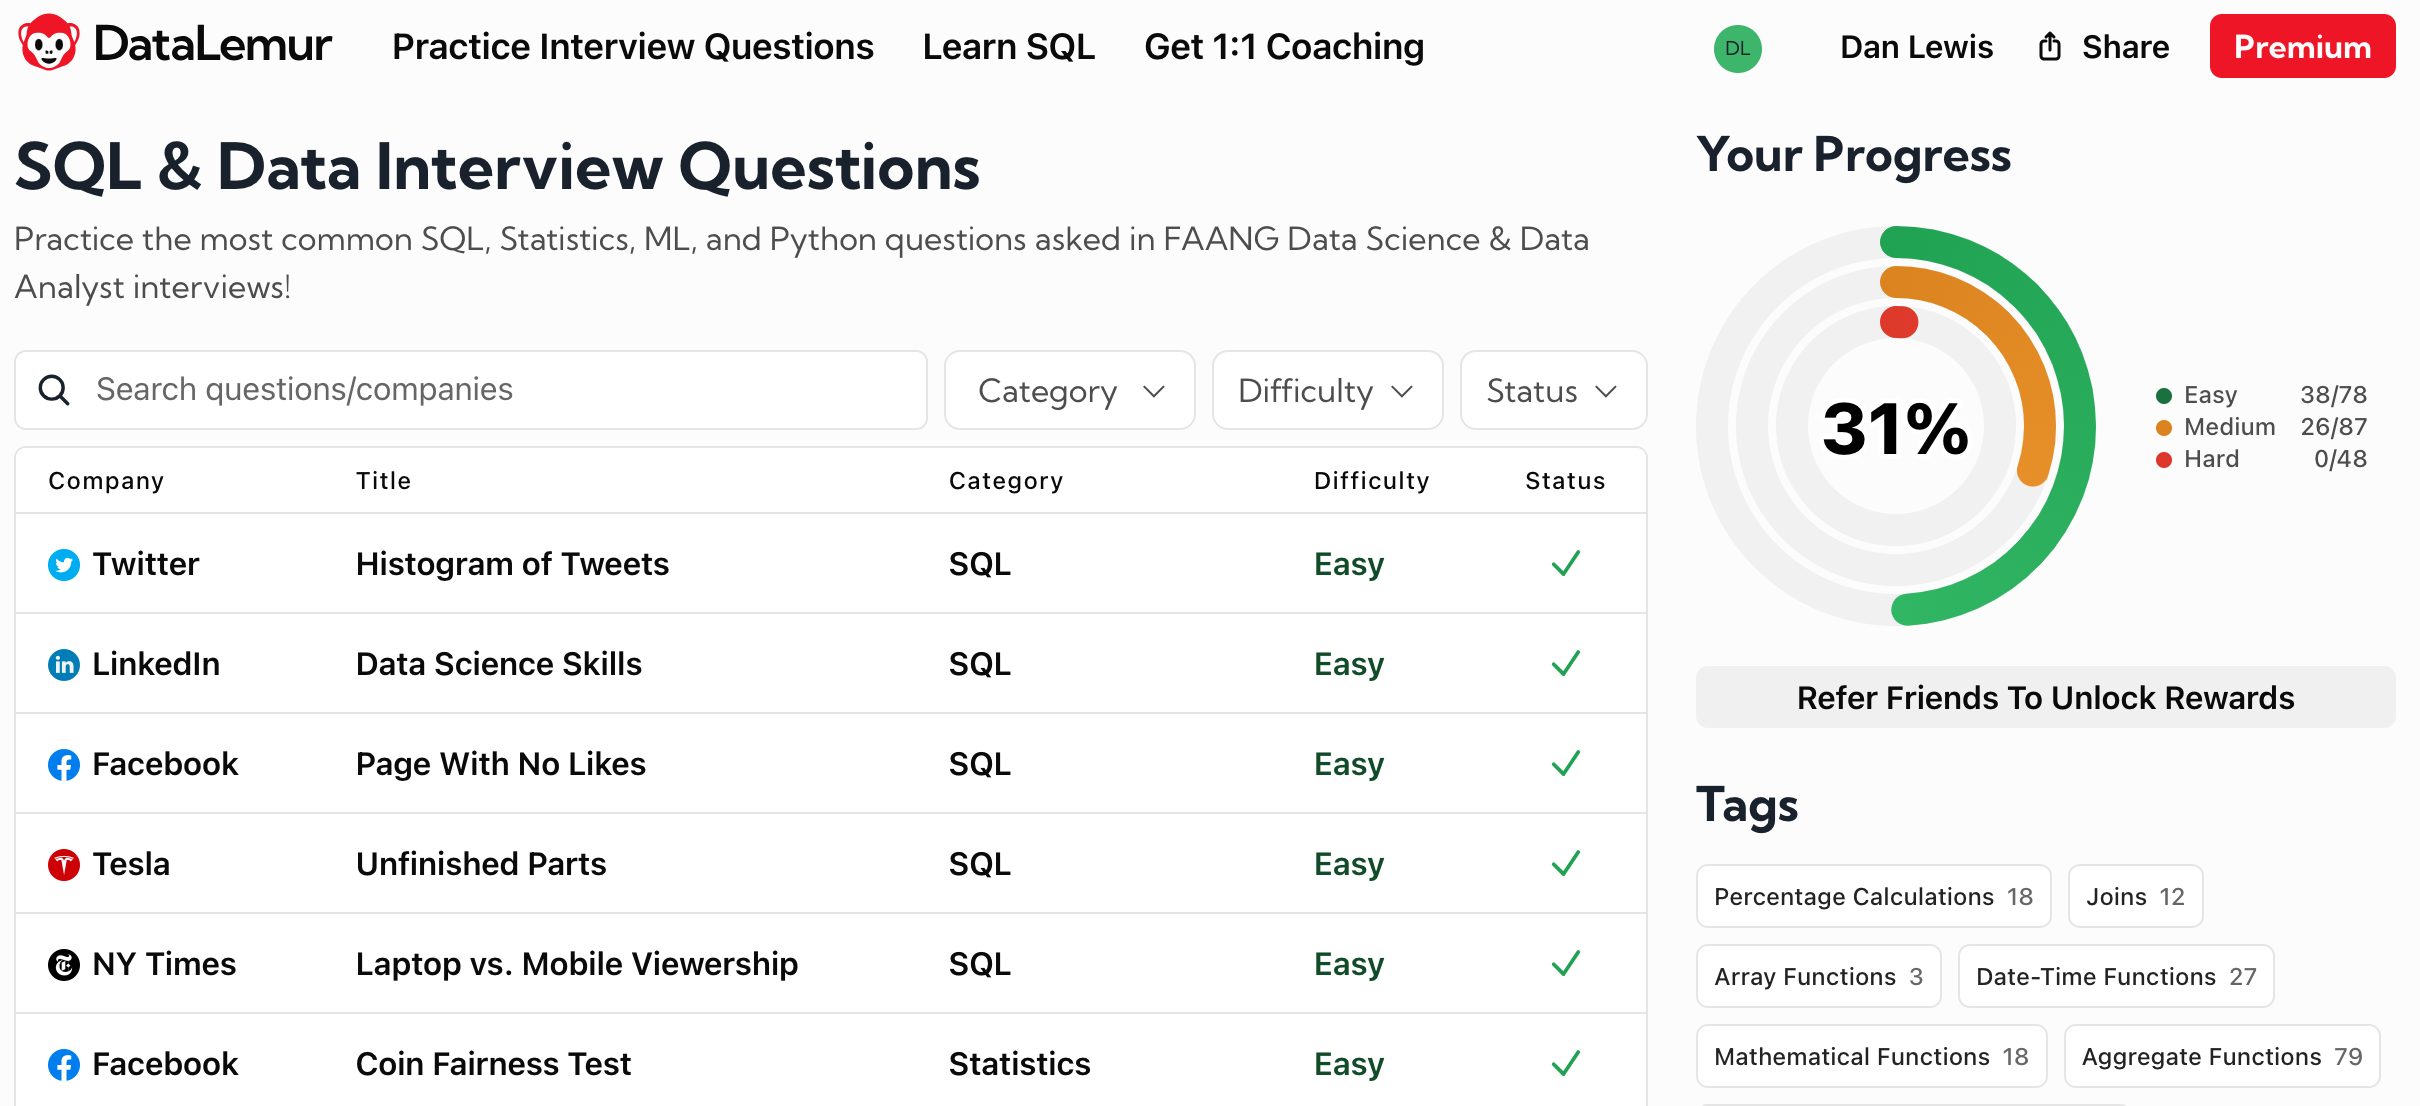 DataLemur
Practice Interview Questions
Learn SQL
Get 1:1 Coaching
DL
Dan Lewis
Share
Premium
SQL & Data Interview Questions
Practice the most common SQL, Statistics, ML, and Python questions asked in FAANG Data Science & Data
Analyst interviews!
Search questions/companies
Category
Difficulty
Status
Company Title Category Difficulty Status
Twitter Histogram of Tweets SQL Easy
in LinkedIn Data Science Skills SQL Easy
Facebook Page With No Likes SQL Easy
Tesla Unfinished Parts SQL Easy
NY Times Laptop vs. Mobile Viewership SQL Easy
Facebook Coin Fairness Test Statistics Easy
Your Progress
31%
Easy 38/78
Medium 26/87
Hard 0/48
Refer Friends To Unlock Rewards
Tags
Percentage Calculations 18
Joins 12
Array Functions 3
Date-Time Functions 27
Mathematical Functions 18
Aggregate Functions 79